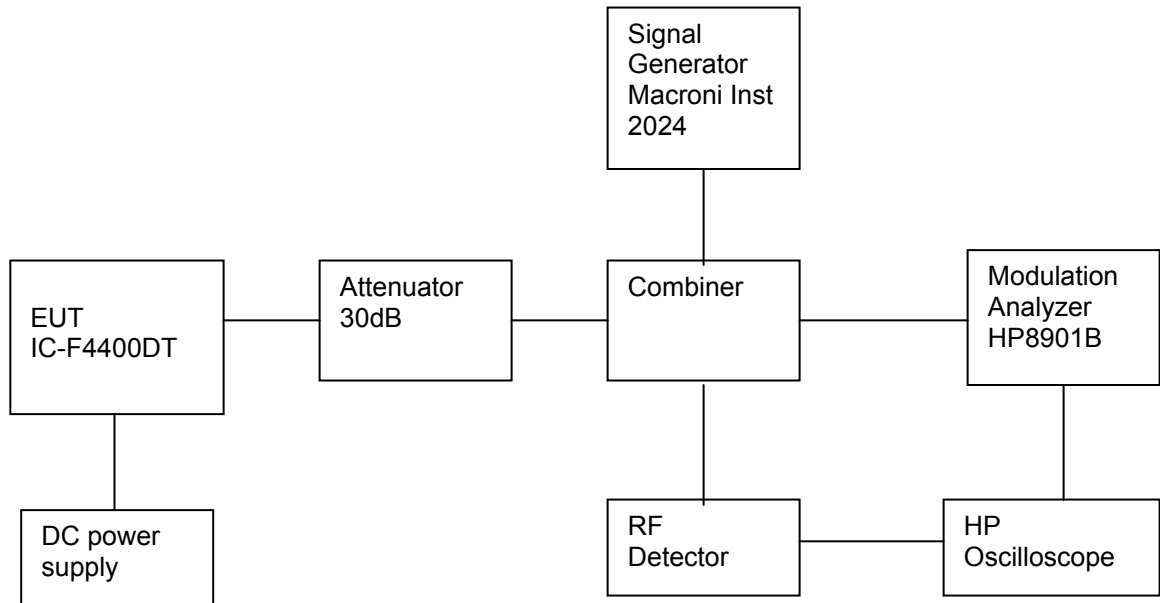 Signal
Generator
Macroni Inst
2024
EUT
IC-F4400DT
Attenuator
30dB
Combiner
Modulation
Analyzer
HP8901B
DC power
supply
RF
Detector
HP
Oscilloscope